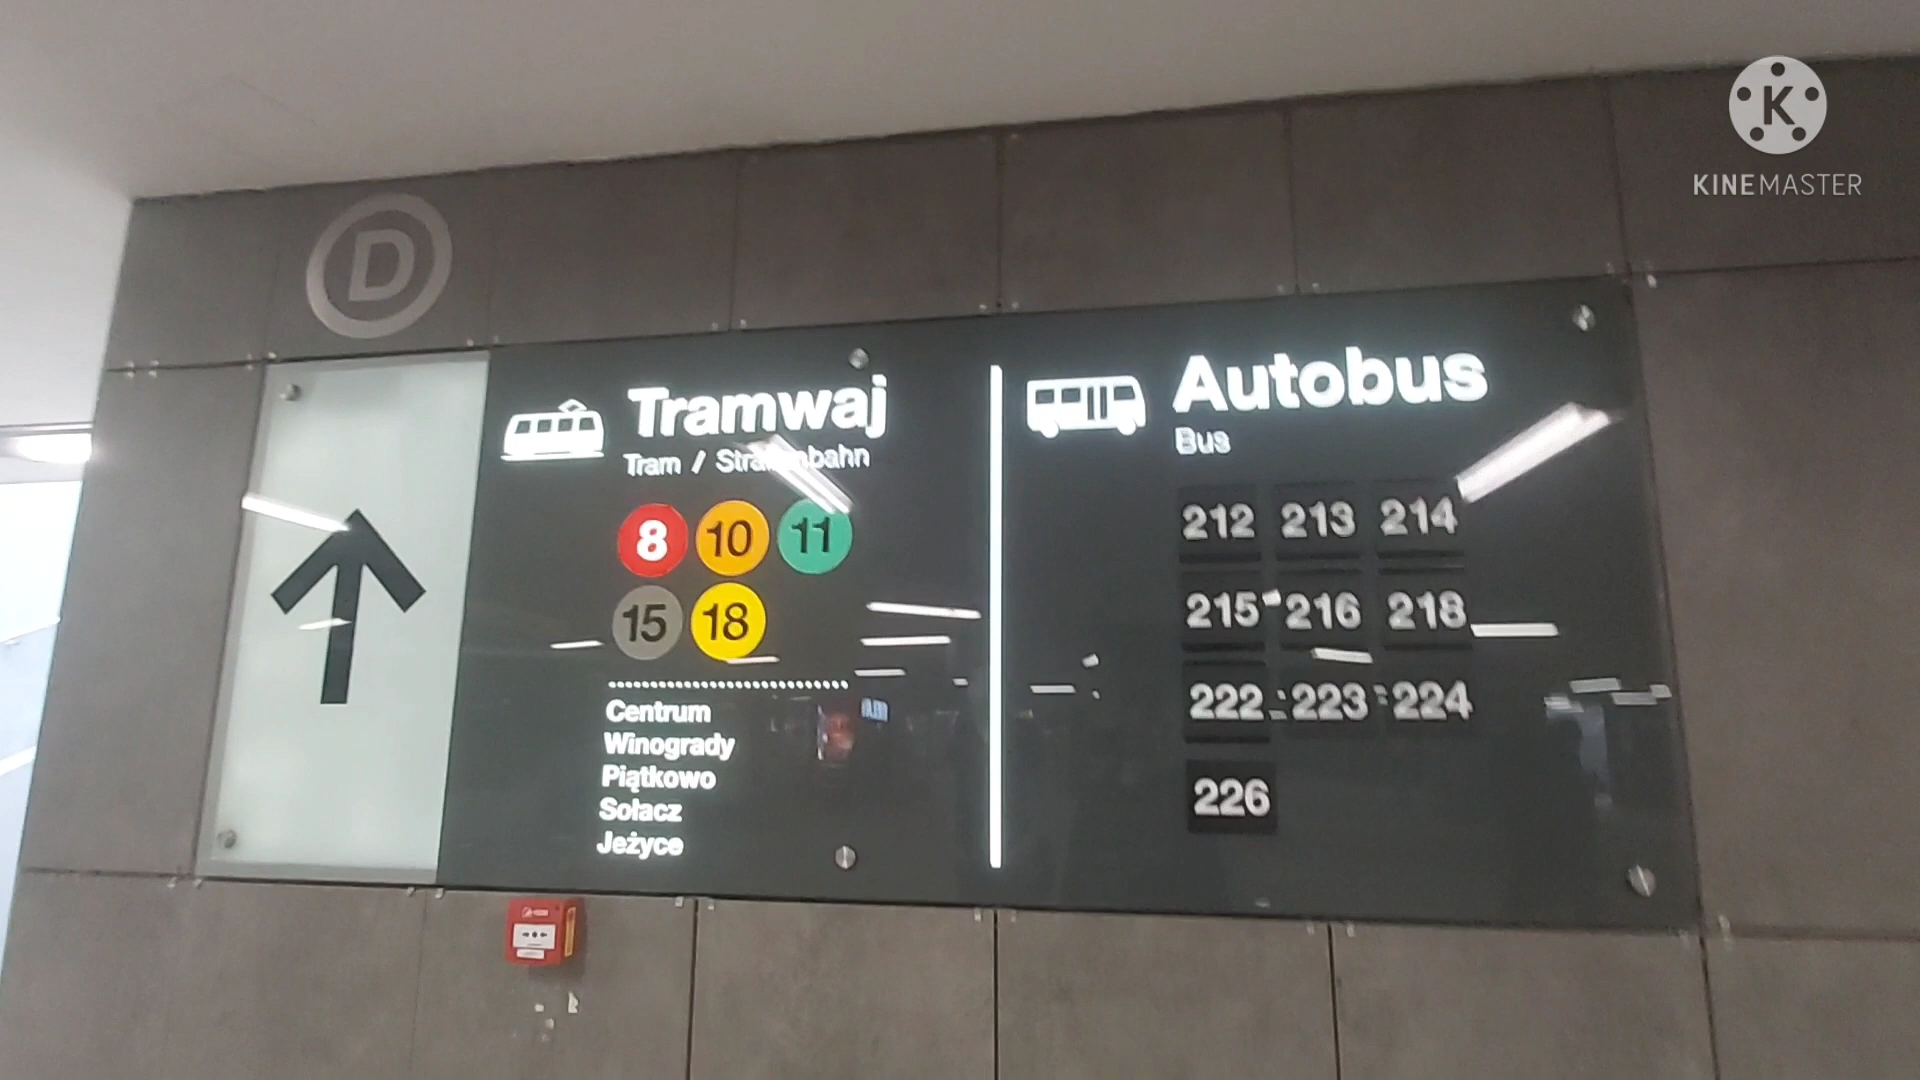 K
KINEMASTER
D
Tramwaj
Tram / Straßenbahn
8 10 11
15 18
Centrum
Winogrady
Piątkowo
Sołacz
Jeżyce
Autobus
Bus
212 213 214
215 216 218
222 223 224
226